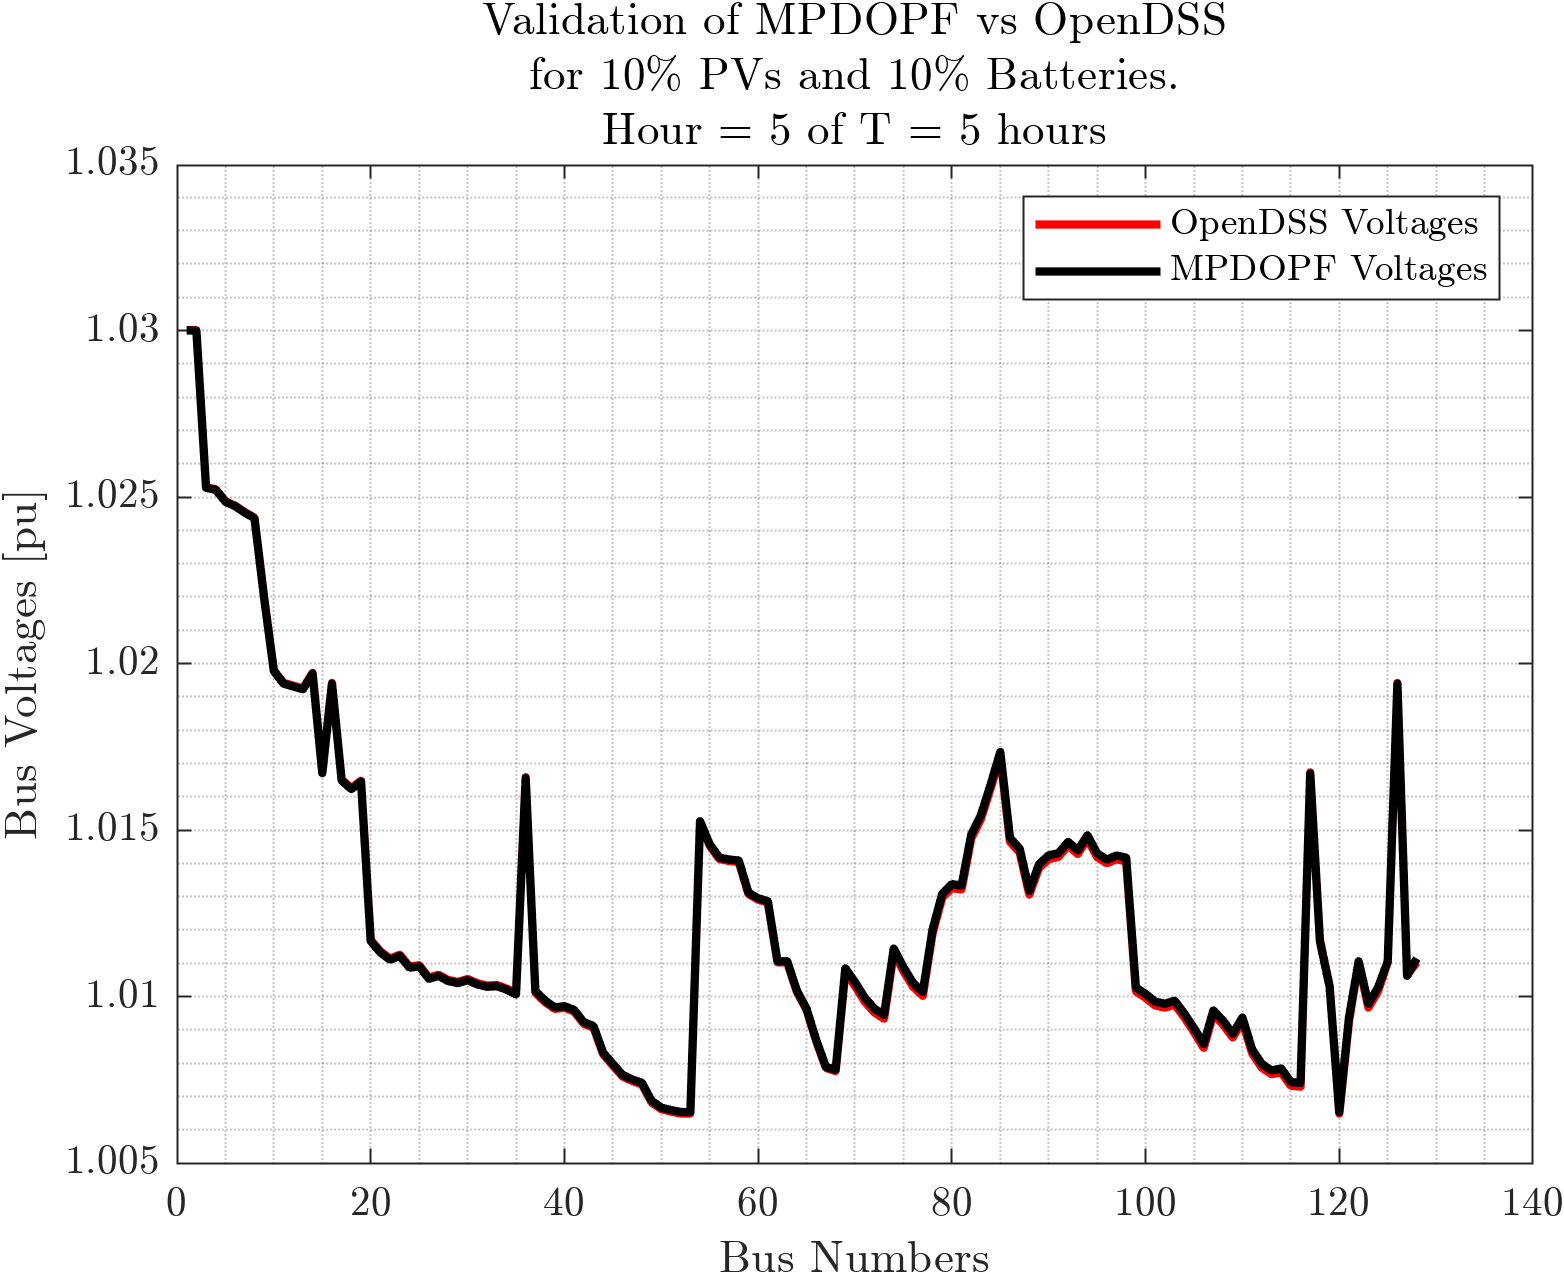 Validation of MPDOPF vs OpenDSS
for 10% PVs and 10% Batteries.
Hour = 5 of T = 5 hours
OpenDSS Voltages
MPDOPF Voltages
Bus Voltages [pu]
1.035
1.03
1.025
1.02
1.015
1.01
1.005
0 20 40 60 80 100 120 140
Bus Numbers